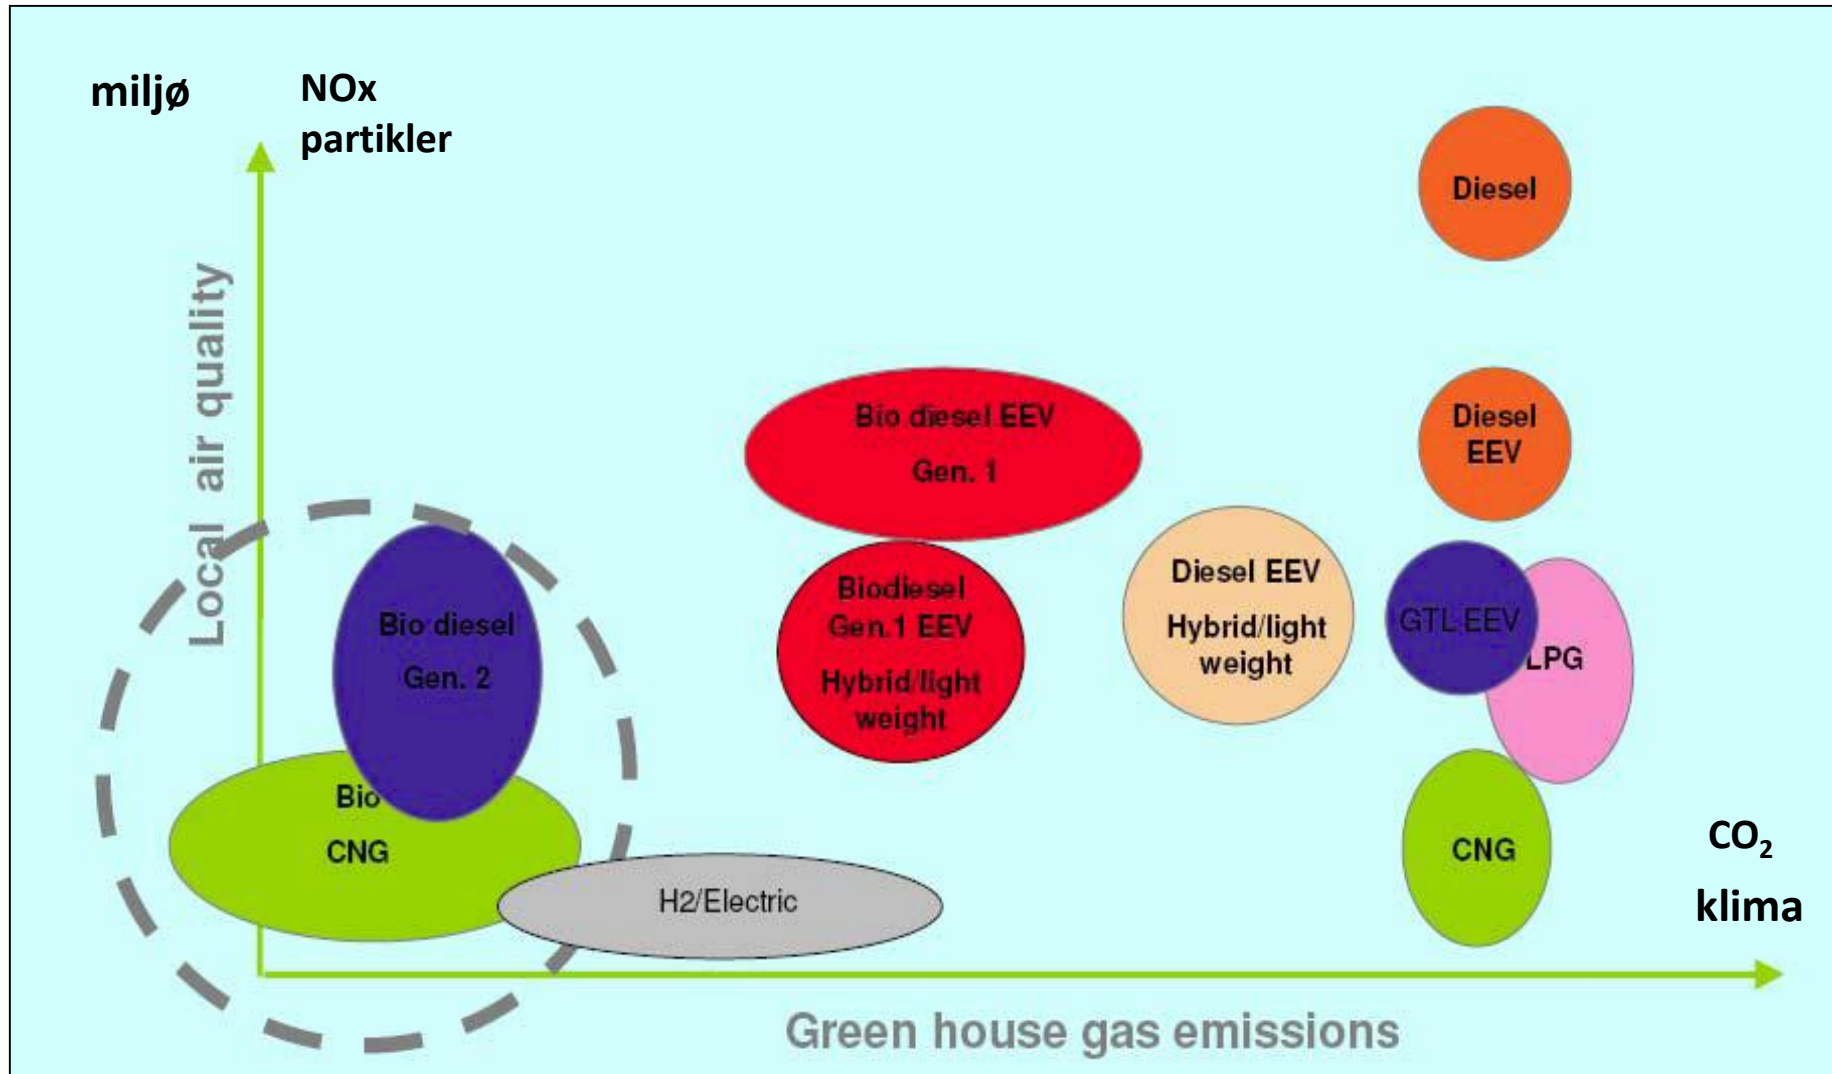 miljø
NOx
partikler
Local air quality
Diesel
Bio diesel EEV
Gen. 1
Diesel
EEV
Bio diesel
Gen. 2
Biodiesel
Gen.1 EEV
Hybrid/light
weight
Diesel EEV
Hybrid/light
weight
GTL EEV
LPG
Bio
CNG
H2/Electric
CNG
CO₂
klima
Green house gas emissions